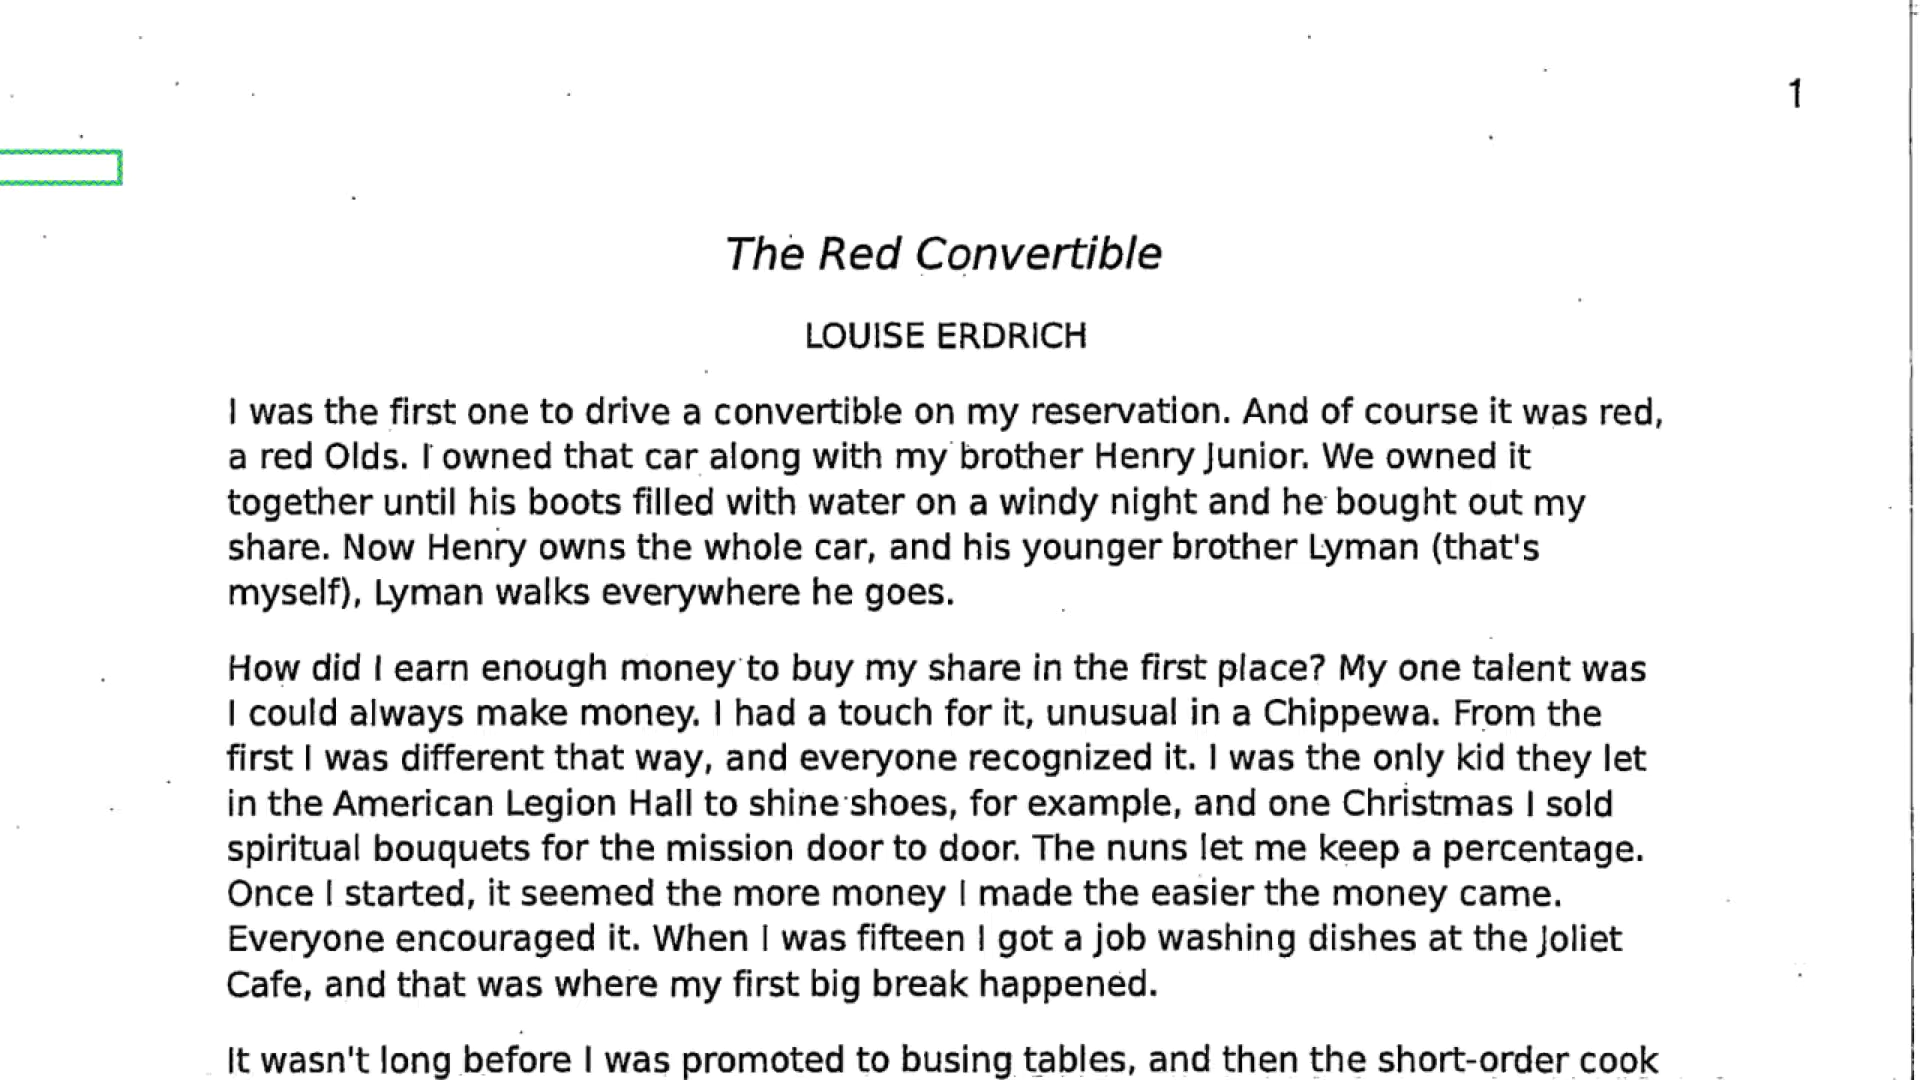 1
The Red Convertible
LOUISE ERDRICH
I was the first one to drive a convertible on my reservation. And of course it was red,
a red Olds. I owned that car along with my brother Henry Junior. We owned it
together until his boots filled with water on a windy night and he bought out my
share. Now Henry owns the whole car, and his younger brother Lyman (that's
myself), Lyman walks everywhere he goes.
How did I earn enough money to buy my share in the first place? My one talent was
I could always make money. I had a touch for it, unusual in a Chippewa. From the
first I was different that way, and everyone recognized it. I was the only kid they let
in the American Legion Hall to shine shoes, for example, and one Christmas I sold
spiritual bouquets for the mission door to door. The nuns let me keep a percentage.
Once I started, it seemed the more money I made the easier the money came.
Everyone encouraged it. When I was fifteen I got a job washing dishes at the Joliet
Cafe, and that was where my first big break happened.
It wasn't long before I was promoted to busing tables, and then the short-order cook